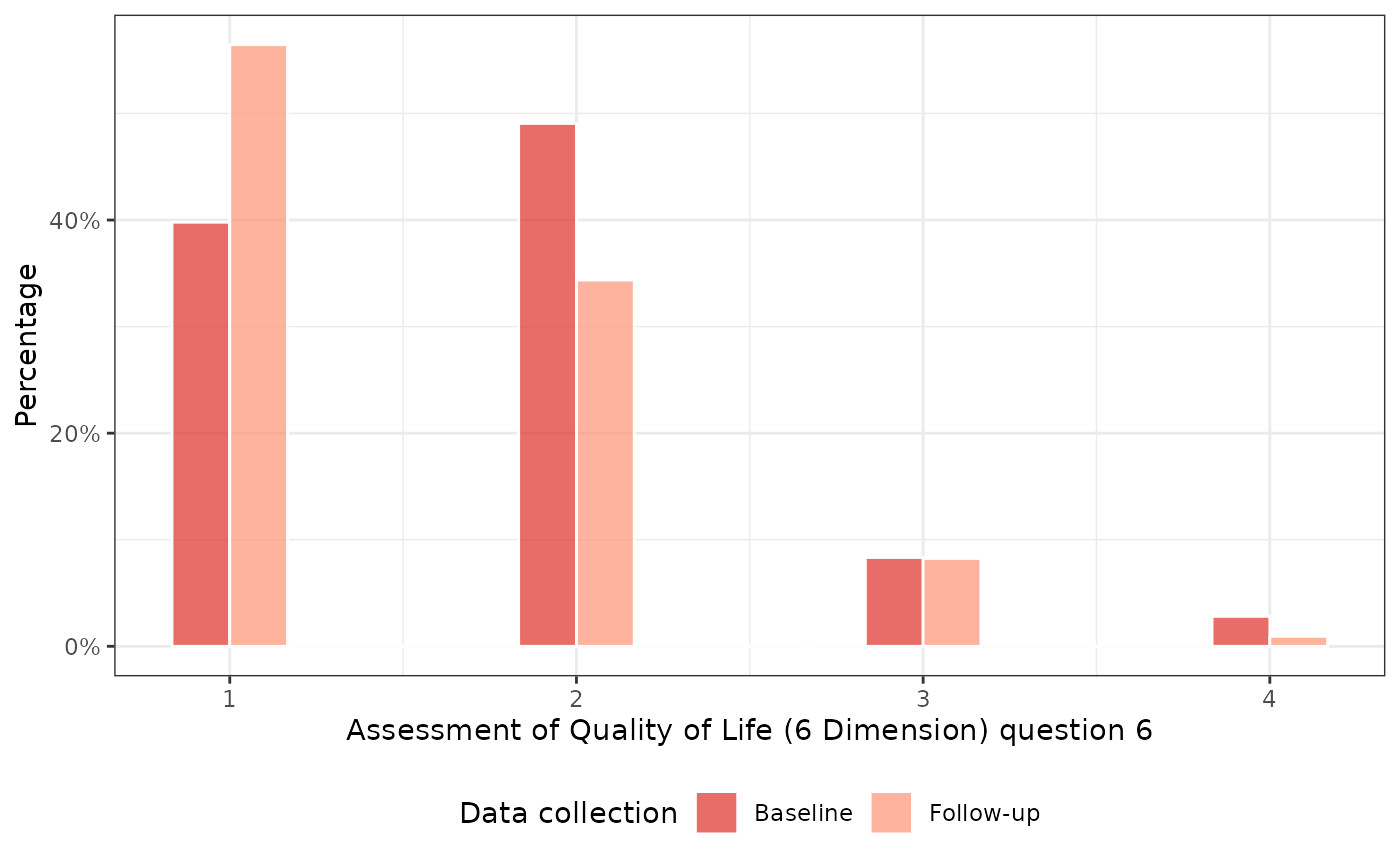 Percentage
40%
20%
0%
1 2 3 4
Assessment of Quality of Life (6 Dimension) question 6
Data collection Baseline Follow-up